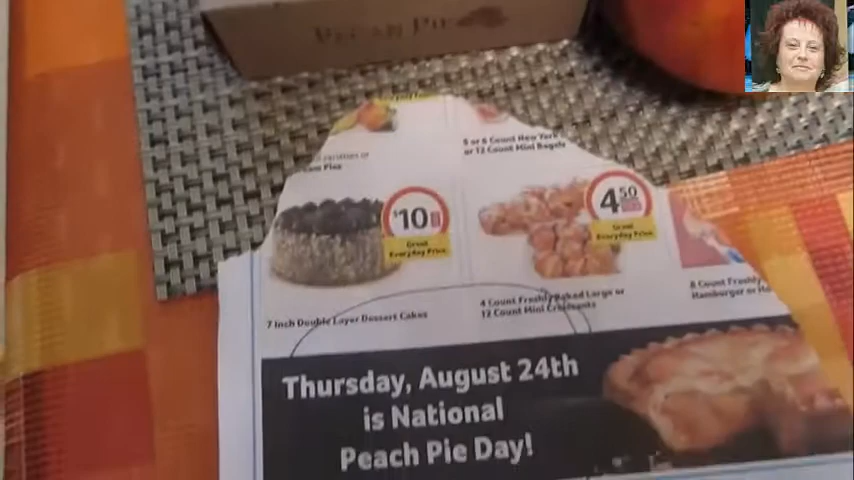 PECAN PIE
5 or 6 Count New York
or 12 Count Mini Bagels
$10
Great
Everyday Price
4.50
Great
Everyday Price
7 Inch Double Layer Dessert Cakes
4 Count Freshly Baked Large or
12 Count Mini Croissants
8 Count Freshly
Hamburger or
Thursday, August 24th
is National
Peach Pie Day!